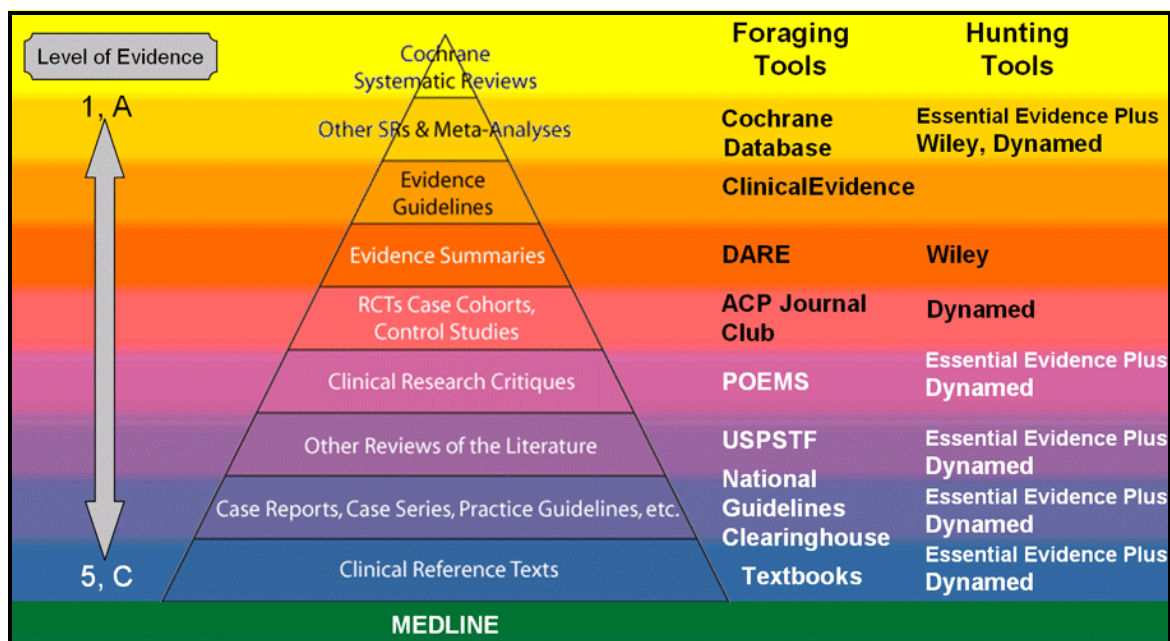 Level of Evidence
1, A
5, C
Cochrane
Systematic Reviews
Other SRs & Meta-Analyses
Evidence
Guidelines
Evidence Summaries
RCTs Case Cohorts,
Control Studies
Clinical Research Critiques
Other Reviews of the Literature
Case Reports, Case Series, Practice Guidelines, etc.
Clinical Reference Texts
MEDLINE
Foraging
Tools
Cochrane
Database
ClinicalEvidence
DARE
ACP Journal
Club
POEMS
USPSTF
National
Guidelines
Clearinghouse
Textbooks
Hunting
Tools
Essential Evidence Plus
Wiley, Dynamed
Wiley
Dynamed
Essential Evidence Plus
Dynamed
Essential Evidence Plus
Dynamed
Essential Evidence Plus
Dynamed
Essential Evidence Plus
Dynamed